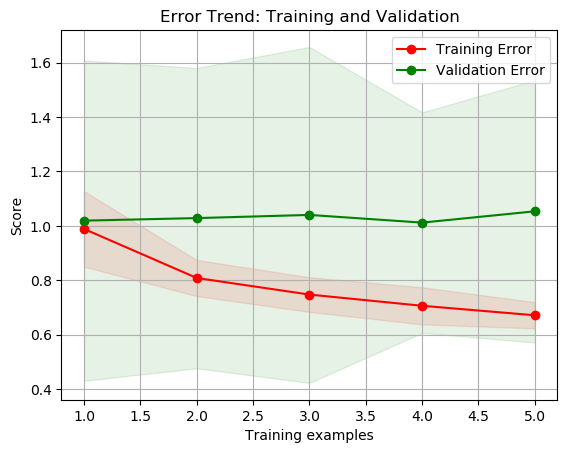 Error Trend: Training and Validation
Training Error
Validation Error
Score
1.6
1.4
1.2
1.0
0.8
0.6
0.4
1.0 1.5 2.0 2.5 3.0 3.5 4.0 4.5 5.0
Training examples